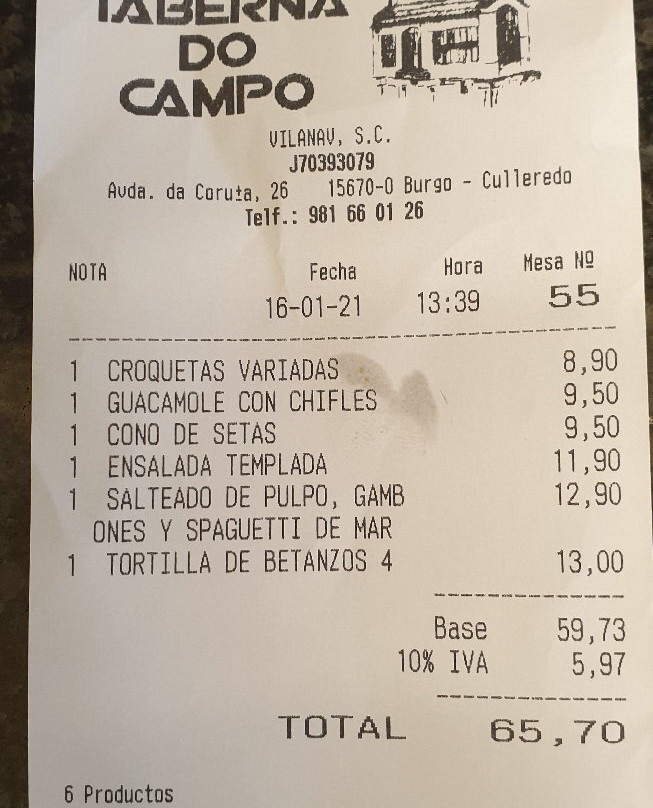 TABERNA
DO
CAMPO
VILANAV, S.C.
J70393079
Avda. da Coruña, 26 15670-O Burgo - Culleredo
Telf.: 981 66 01 26
NOTA Fecha Hora Mesa Nº
16-01-21 13:39 55
1 CROQUETAS VARIADAS 8,90
1 GUACAMOLE CON CHIFLES 9,50
1 CONO DE SETAS 9,50
1 ENSALADA TEMPLADA 11,90
1 SALTEADO DE PULPO, GAMB 12,90
ONES Y SPAGUETTI DE MAR
1 TORTILLA DE BETANZOS 4 13,00
Base 59,73
10% IVA 5,97
TOTAL 65,70
6 Productos